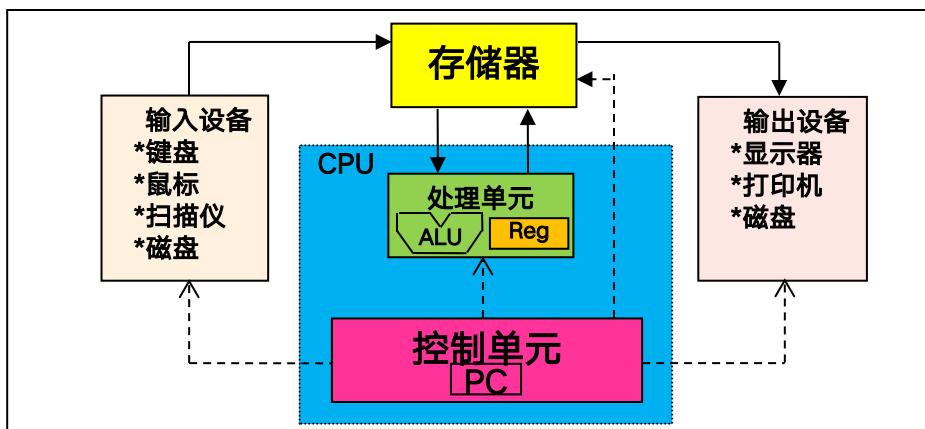 存储器
输入设备
*键盘
*鼠标
*扫描仪
*磁盘
CPU
处理单元
ALU
Reg
控制单元
PC
输出设备
*显示器
*打印机
*磁盘